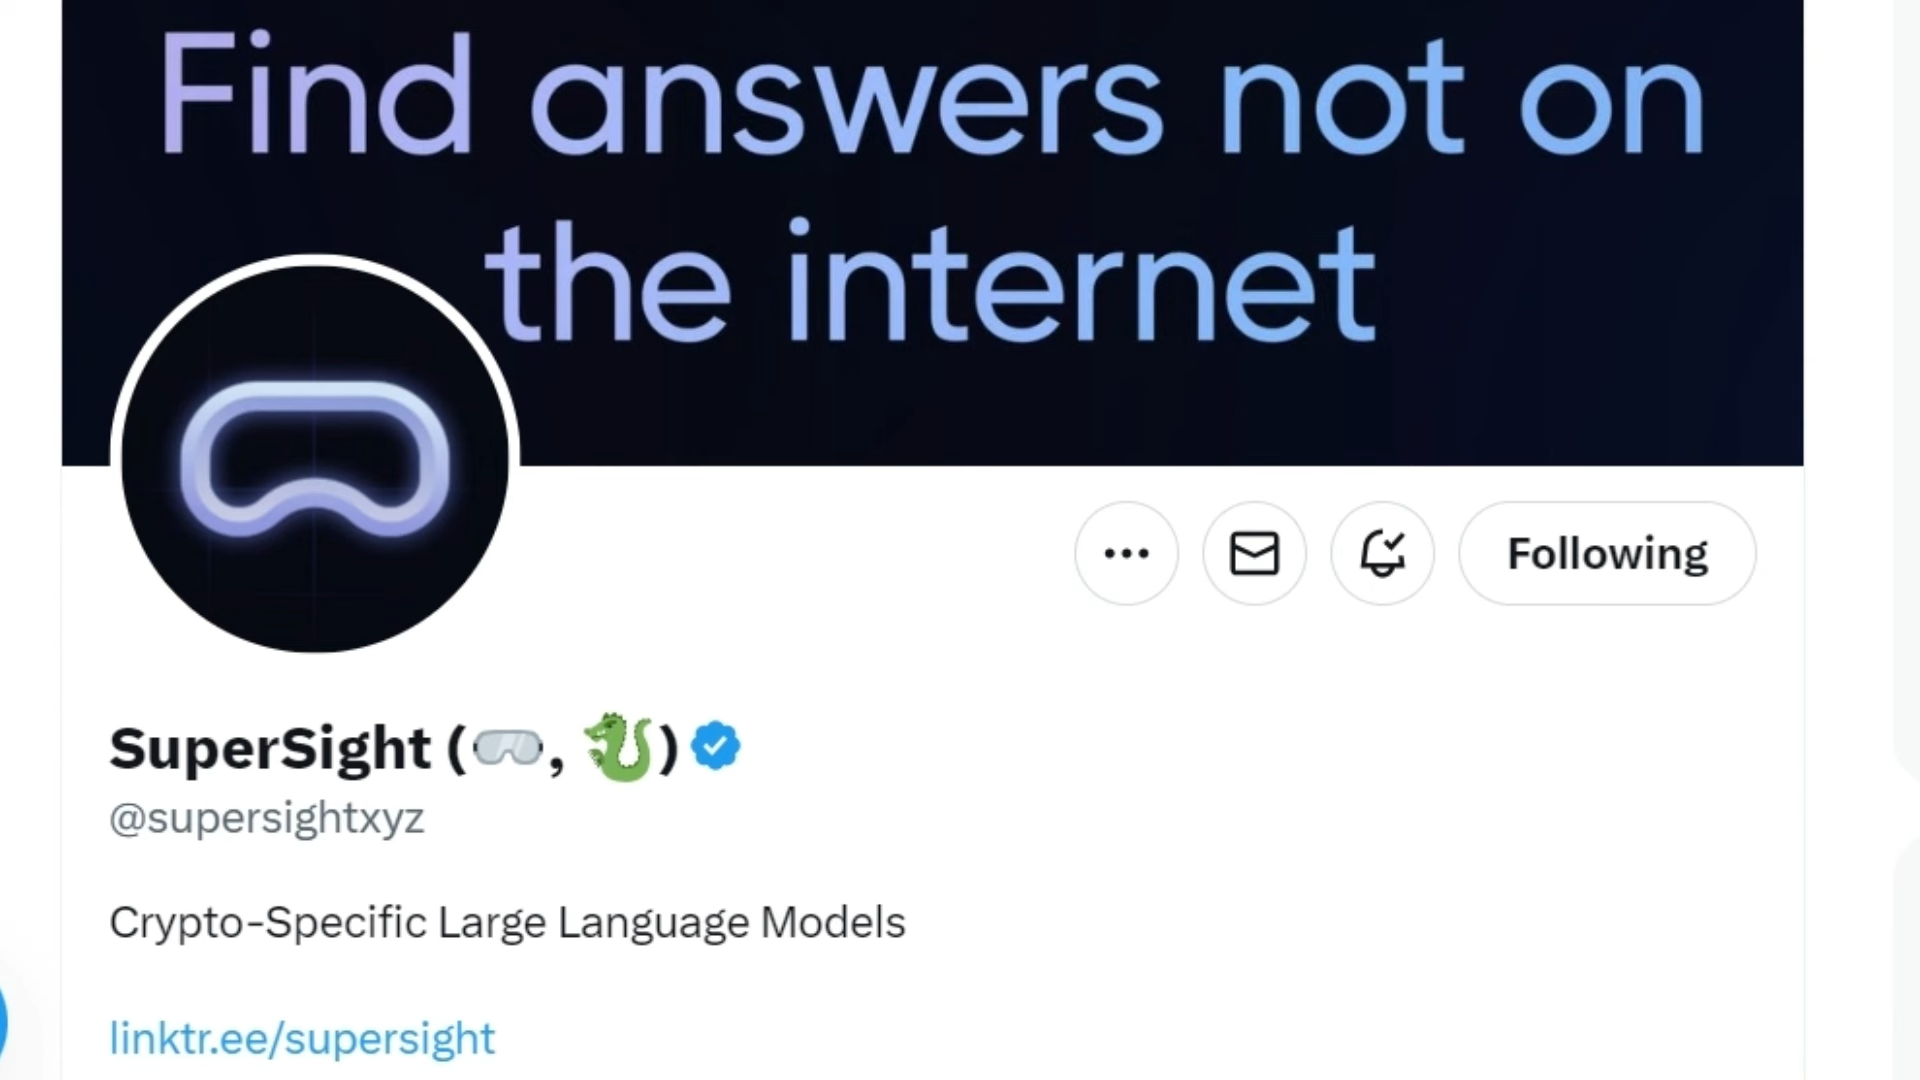 Find answers not on
the internet
Following
SuperSight (🥽, 🐉)
@supersightxyz
Crypto-Specific Large Language Models
linktr.ee/supersight